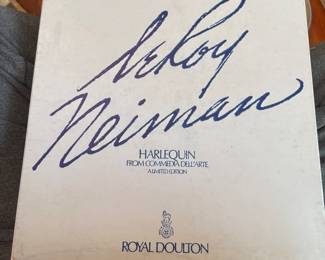 LeRoy
Neiman
HARLEQUIN
FROM COMMEDIA DELL'ARTE
A LIMITED EDITION
ROYAL DOULTON